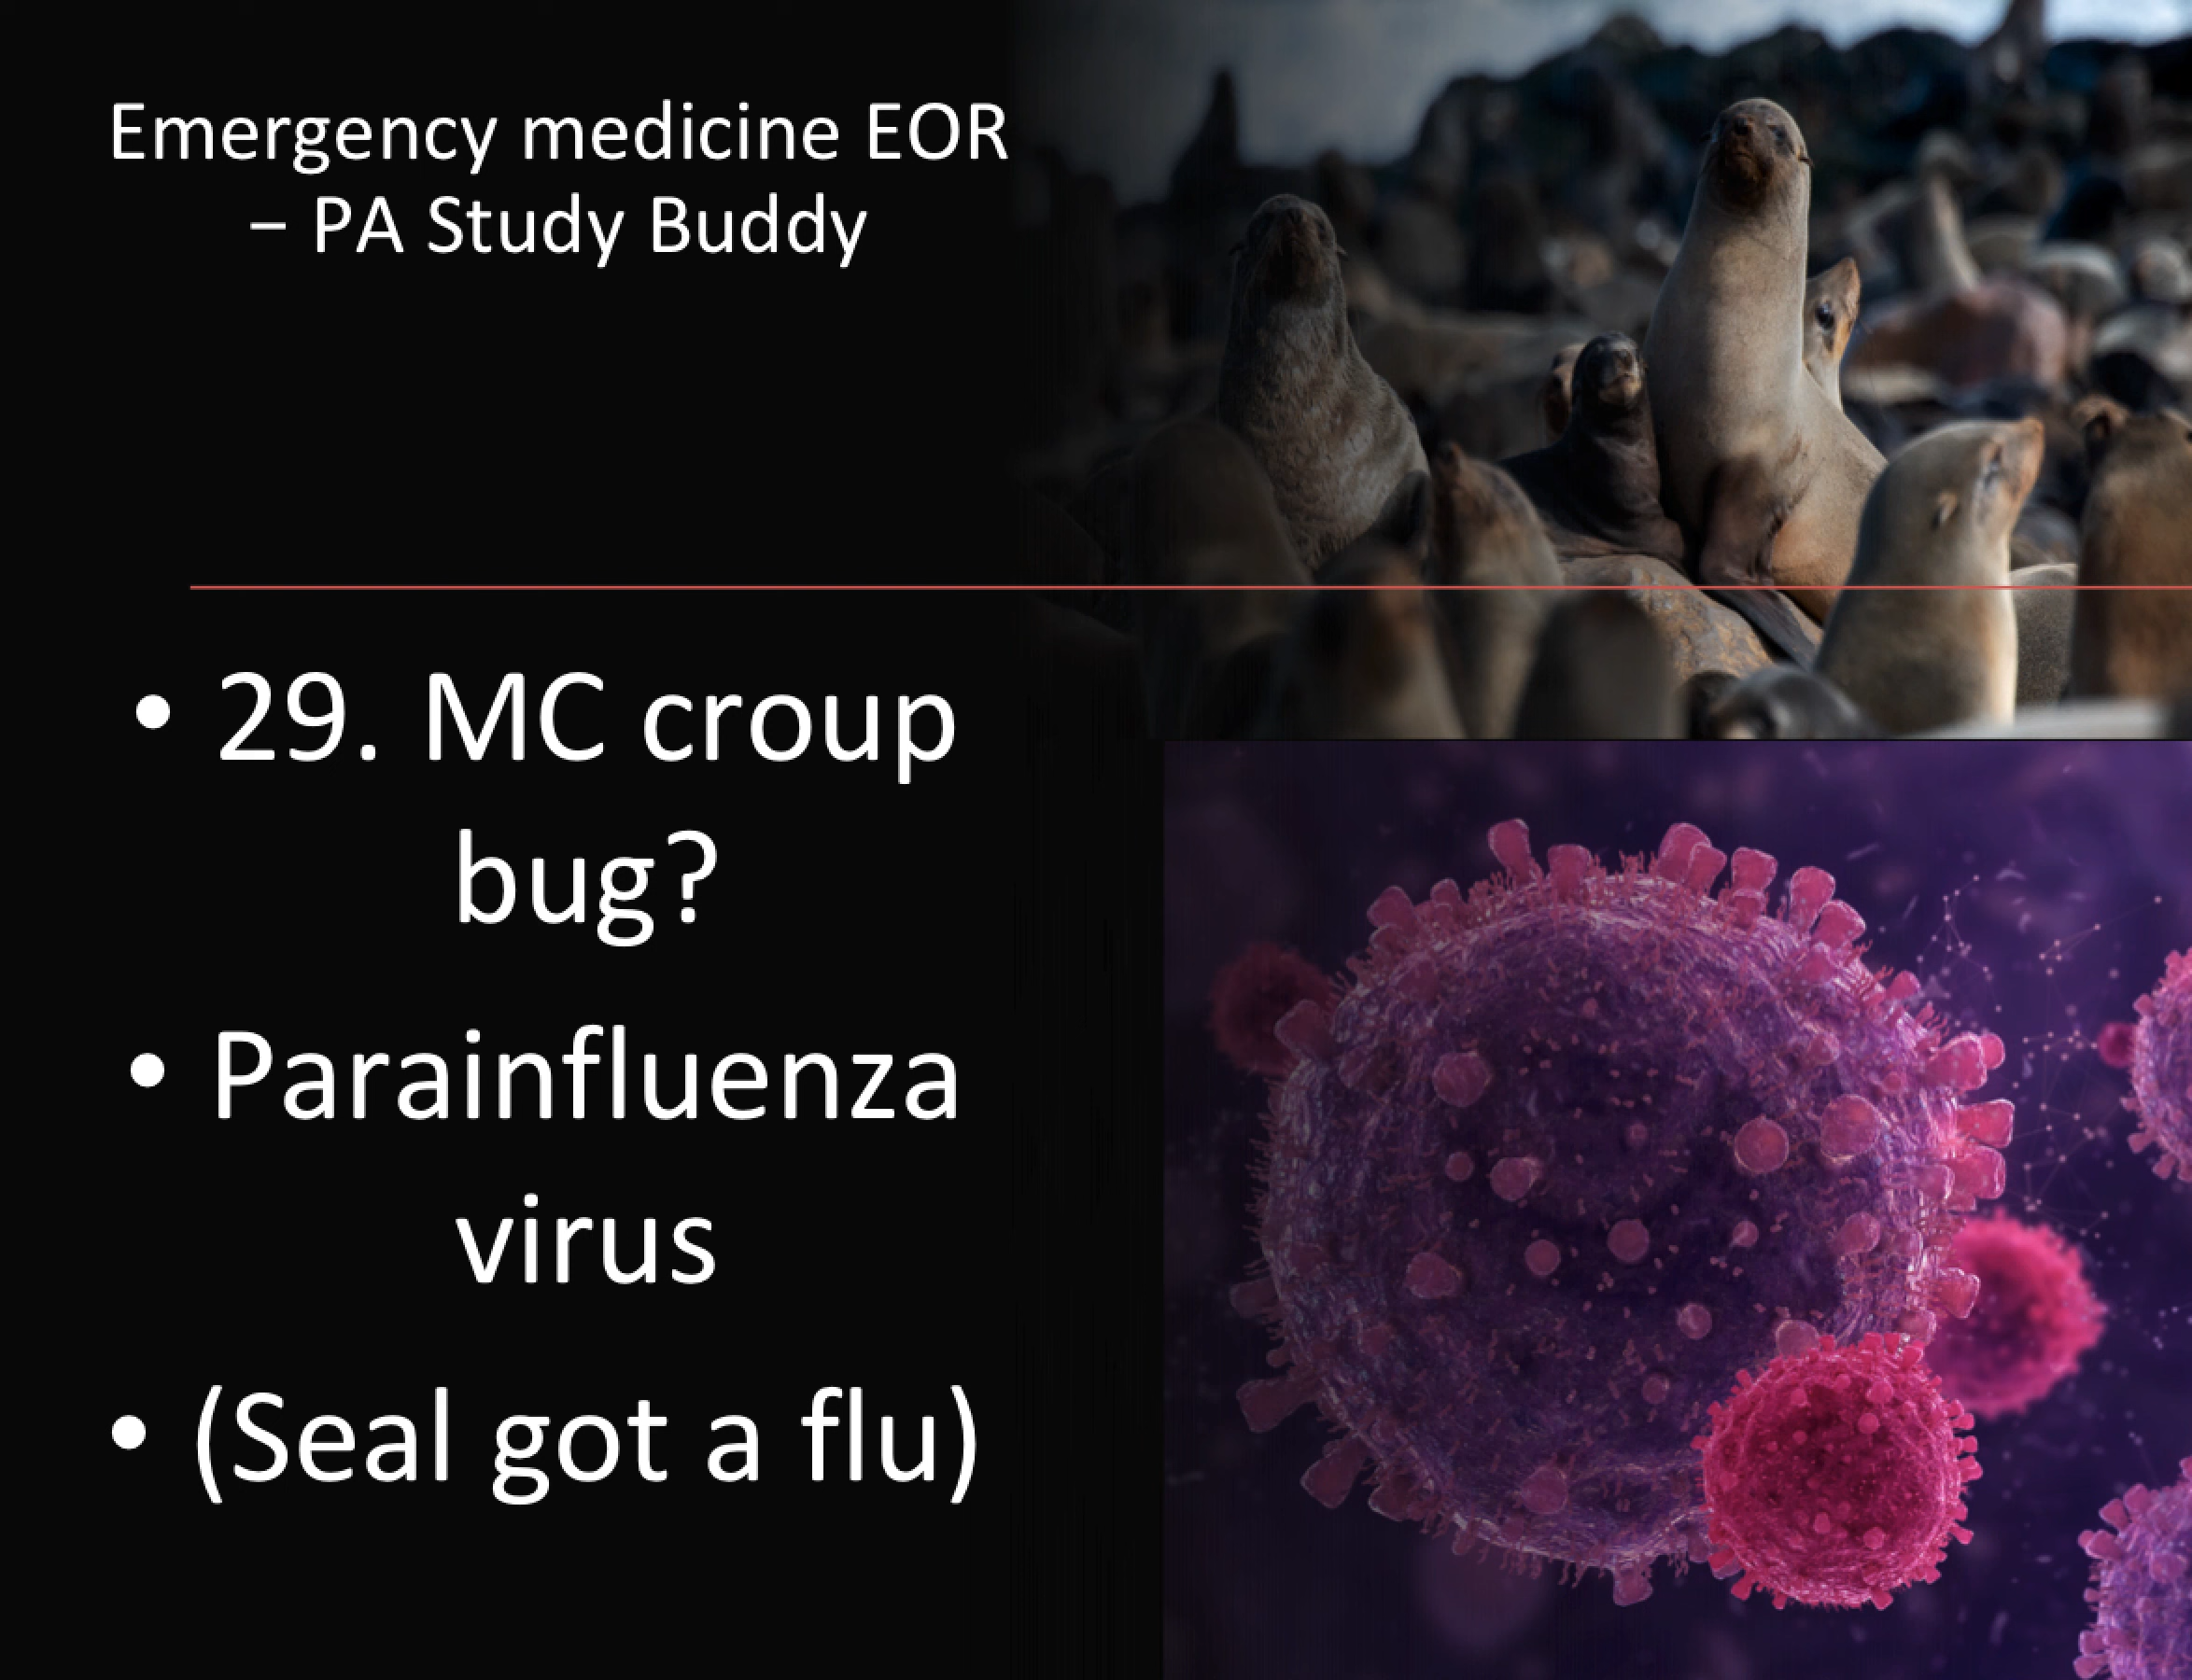 Emergency medicine EOR
– PA Study Buddy
• 29. MC croup
bug?
• Parainfluenza
virus
• (Seal got a flu)